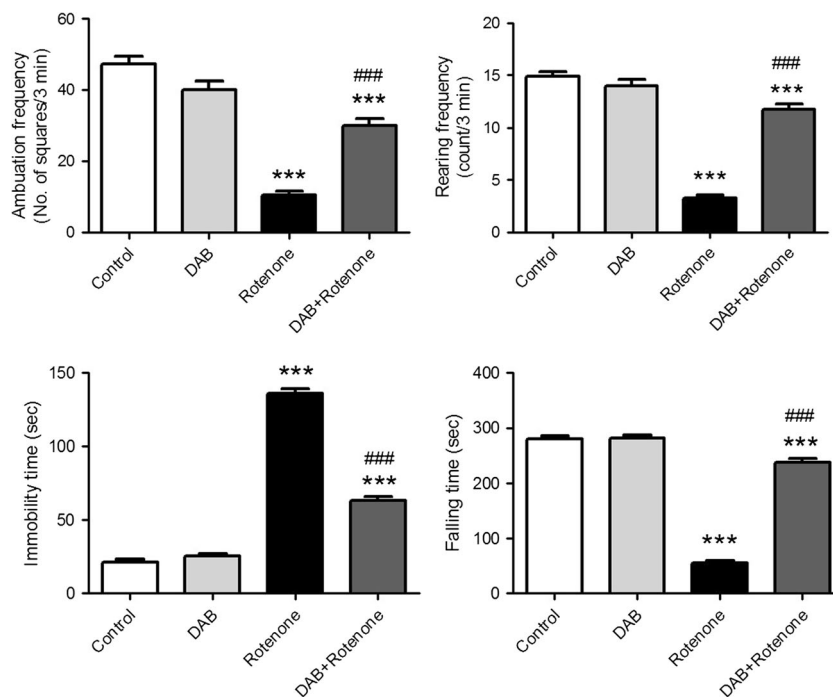 Ambuation frequency
(No. of squares/3 min)
60
40
20
0
***
###
***
Control
DAB
Rotenone
DAB+Rotenone
Rearing frequency
(count/3 min)
20
15
10
5
0
***
###
***
Control
DAB
Rotenone
DAB+Rotenone
Immobility time (sec)
150
100
50
0
***
###
***
Control
DAB
Rotenone
DAB+Rotenone
Falling time (sec)
400
300
200
100
0
***
###
***
Control
DAB
Rotenone
DAB+Rotenone